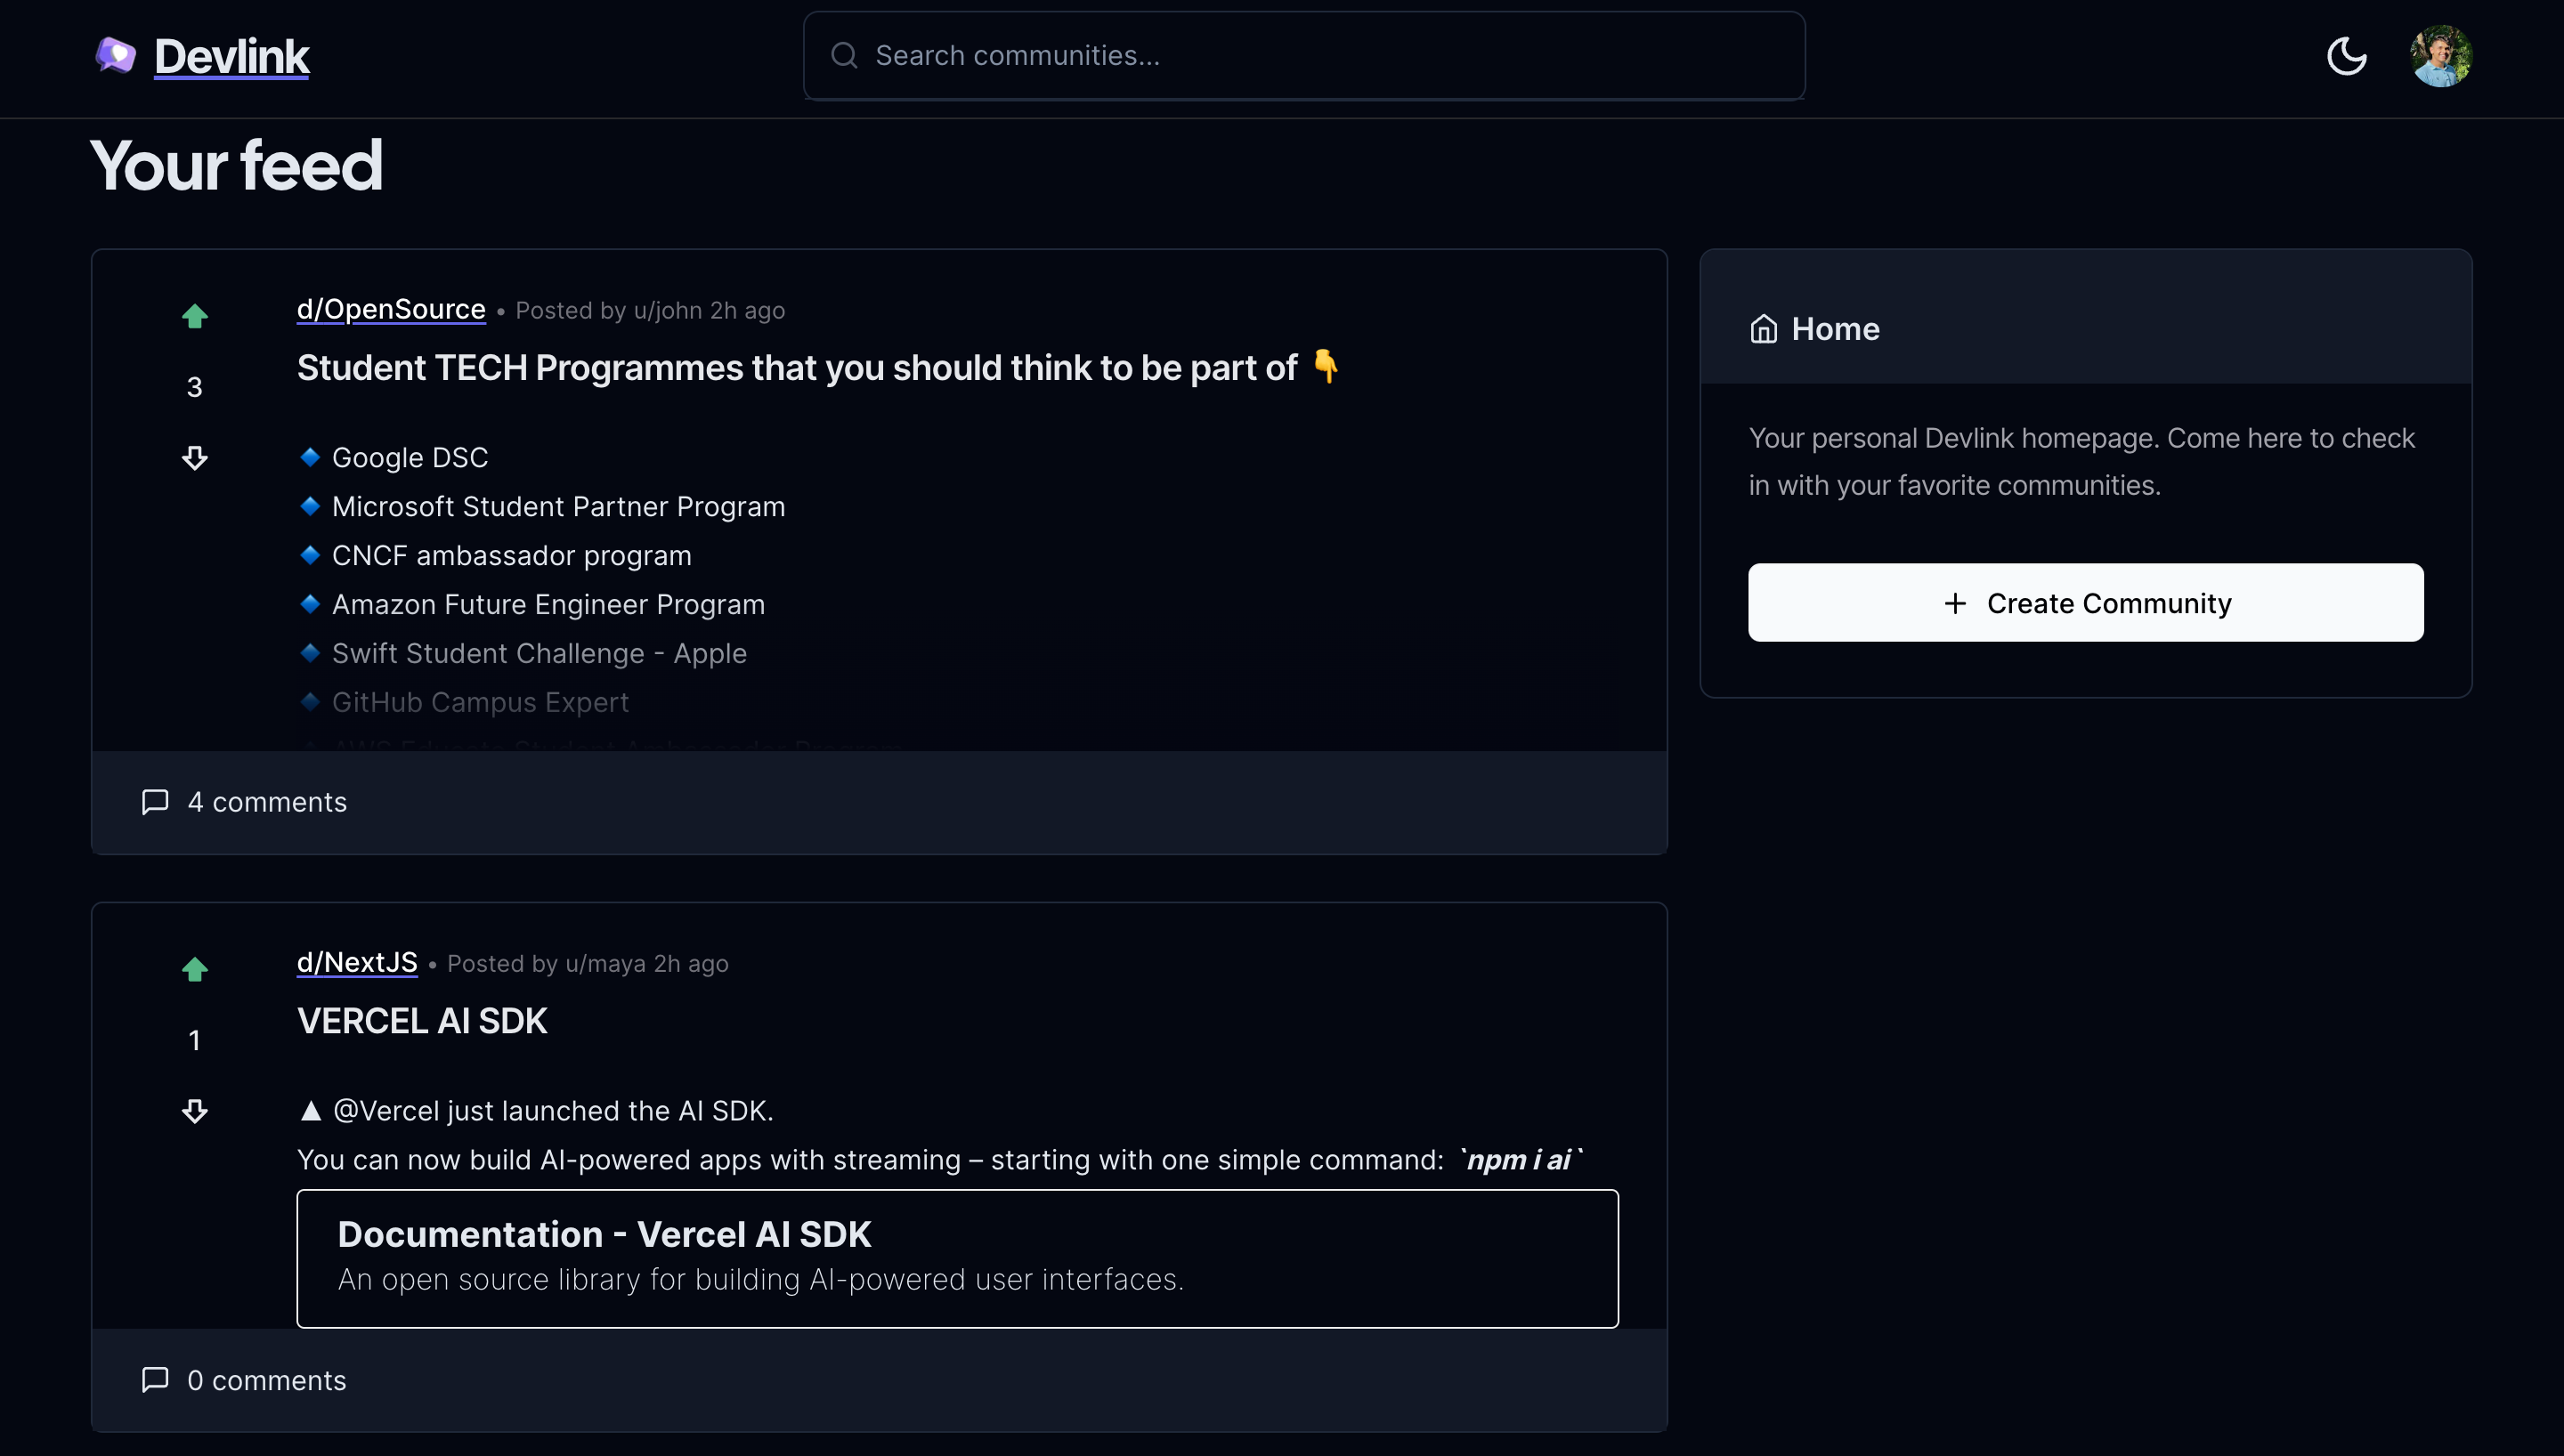 Devlink
Search communities...
Your feed
d/OpenSource • Posted by u/john 2h ago
Student TECH Programmes that you should think to be part of 👇
3
🔹 Google DSC
🔹 Microsoft Student Partner Program
🔹 CNCF ambassador program
🔹 Amazon Future Engineer Program
🔹 Swift Student Challenge - Apple
🔹 GitHub Campus Expert
🔹 AWS Educate Student Ambassador Program
4 comments
d/NextJS • Posted by u/maya 2h ago
VERCEL AI SDK
1
▲ @Vercel just launched the AI SDK.
You can now build AI-powered apps with streaming – starting with one simple command: `npm i ai`
Documentation - Vercel AI SDK
An open source library for building AI-powered user interfaces.
0 comments
Home
Your personal Devlink homepage. Come here to check
in with your favorite communities.
+ Create Community